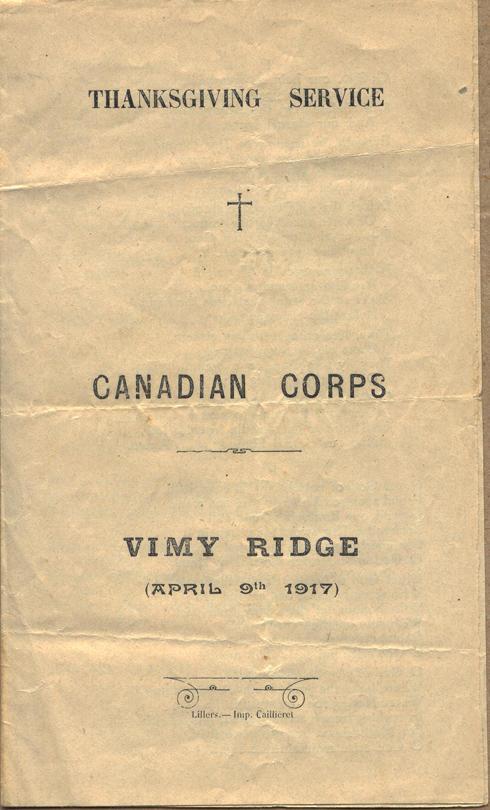 THANKSGIVING SERVICE
CANADIAN CORPS
VIMY RIDGE
(APRIL 9th 1917)
Lillers.— Imp. Caillieret